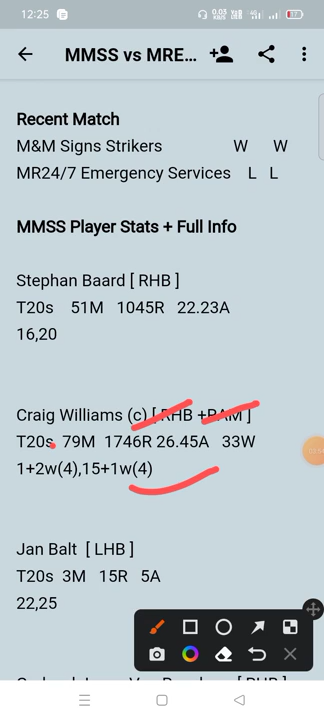 12:25
MMSS vs MRE...
Recent Match
M&M Signs Strikers W W
MR24/7 Emergency Services L L
MMSS Player Stats + Full Info
Stephan Baard [ RHB ]
T20s 51M 1045R 22.23A
16,20
Craig Williams (c) [ RHB +RAM ]
T20s 79M 1746R 26.45A 33W
1+2w(4),15+1w(4)
Jan Balt [ LHB ]
T20s 3M 15R 5A
22,25